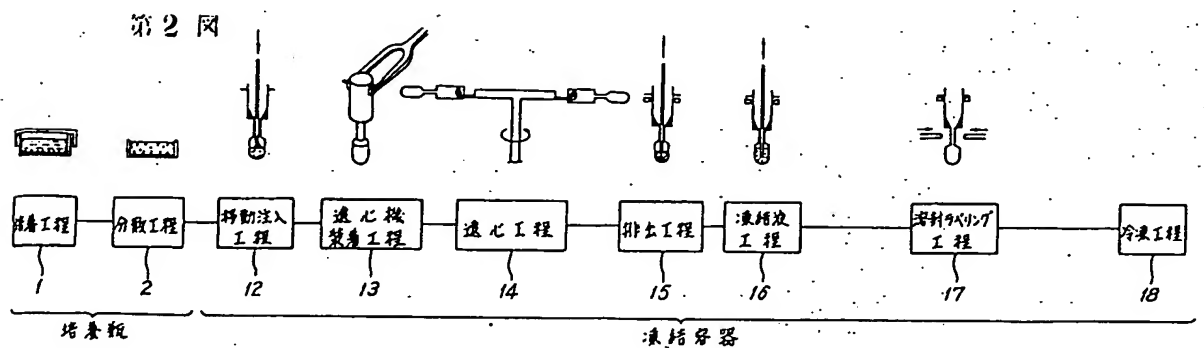 第2図
培養工程
分散工程
移動注入
工程
遠心機
装着工程
遠心工程
排出工程
凍結液
工程
密封ラベリング
工程
冷凍工程
1
2
12
13
14
15
16
17
18
培養瓶
凍結容器